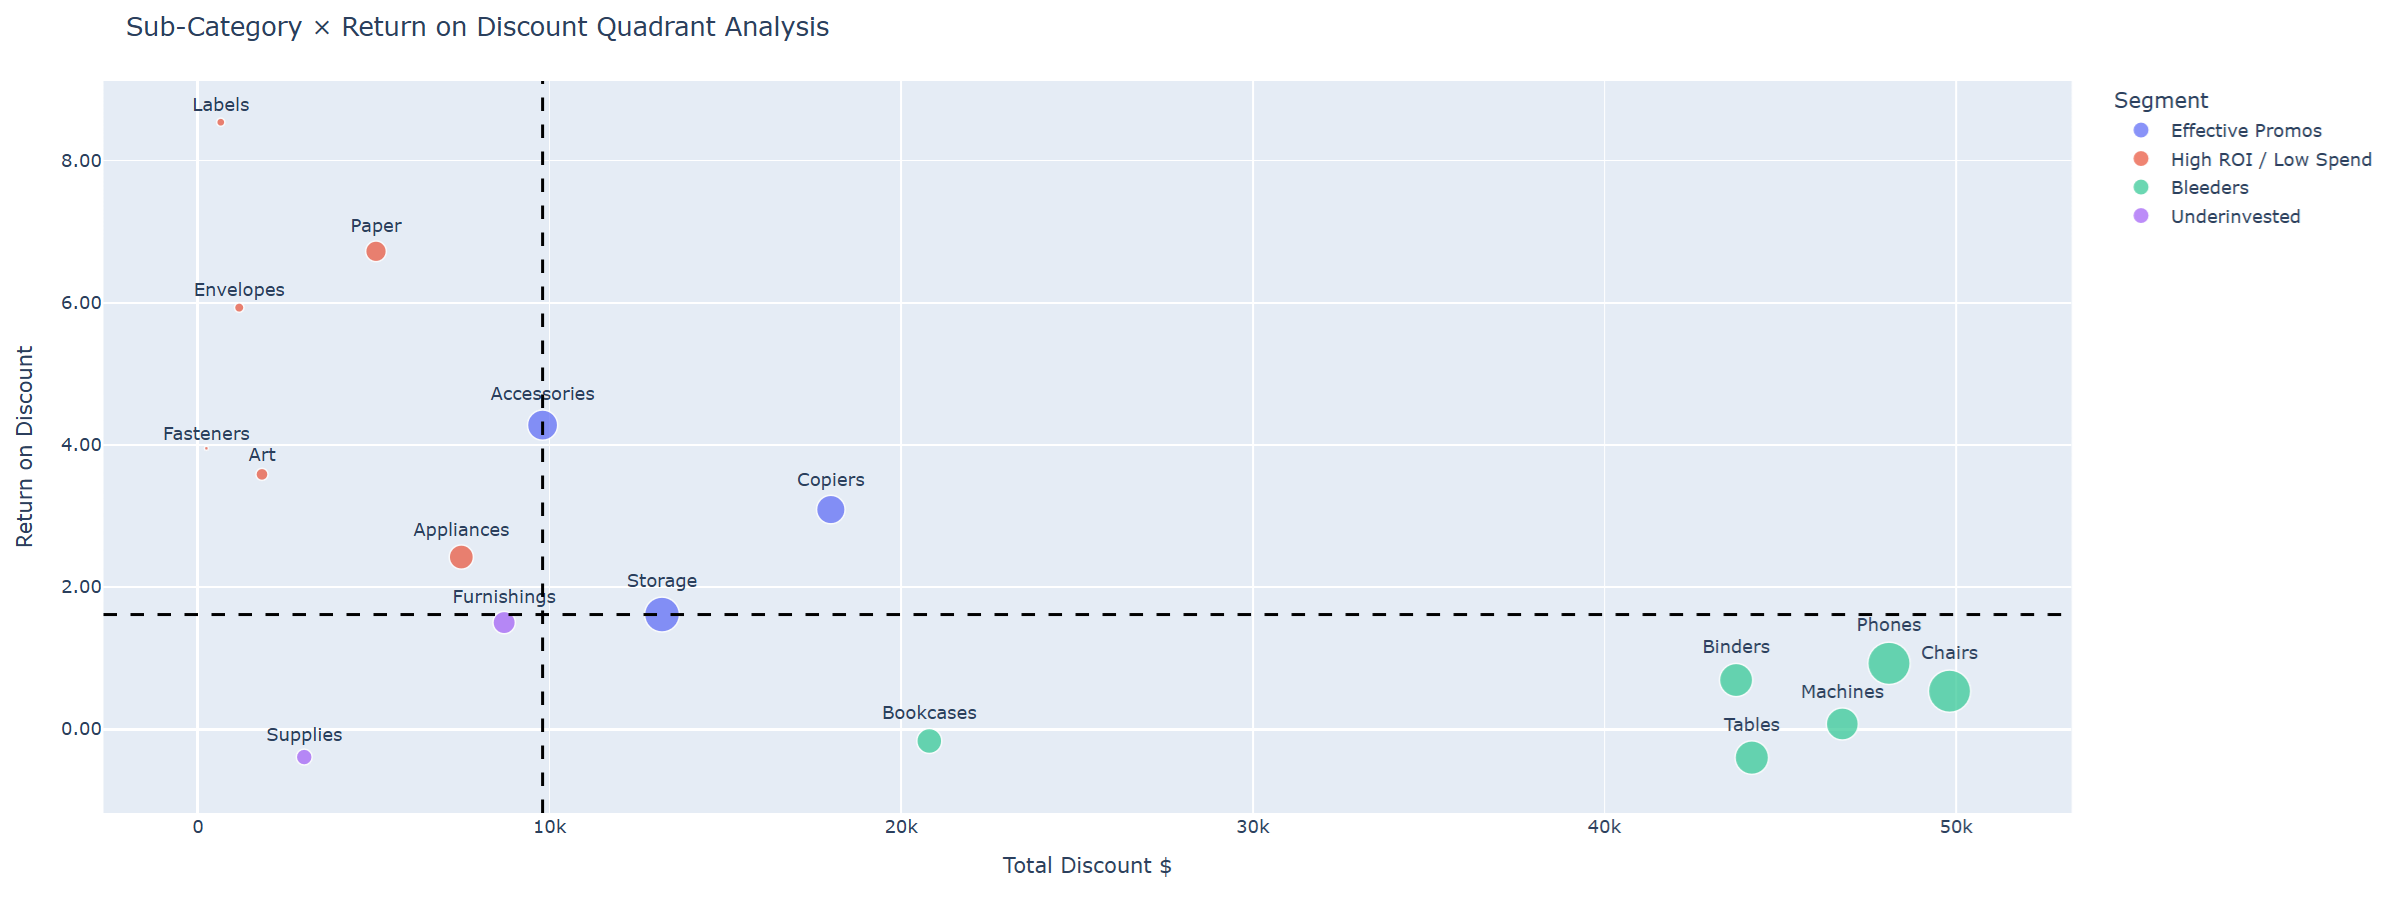 Sub-Category × Return on Discount Quadrant Analysis
Segment
Effective Promos
High ROI / Low Spend
Bleeders
Underinvested
Return on Discount
8.00
6.00
4.00
2.00
0.00
Labels
Paper
Envelopes
Accessories
Fasteners
Art
Copiers
Appliances
Storage
Furnishings
Phones
Binders
Chairs
Machines
Bookcases
Tables
Supplies
0
10k
20k
30k
40k
50k
Total Discount $